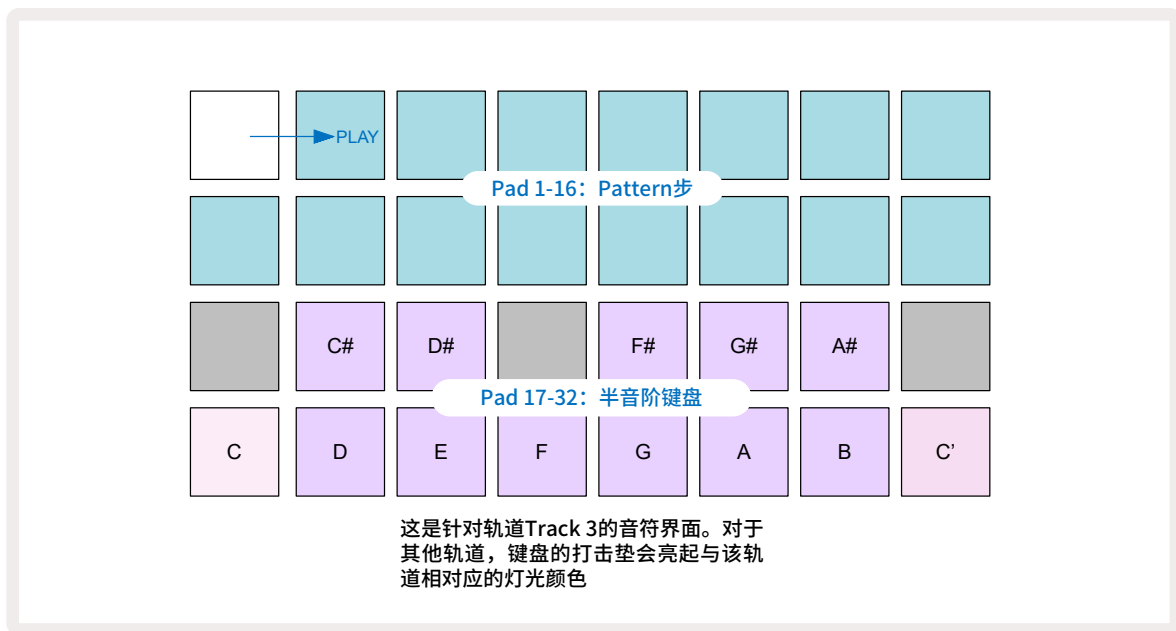 PLAY
Pad 1-16：Pattern步
C# D# F# G# A#
Pad 17-32：半音阶键盘
C D E F G A B C’
这是针对轨道Track 3的音符界面。对于
其他轨道，键盘的打击垫会亮起与该轨
道相对应的灯光颜色